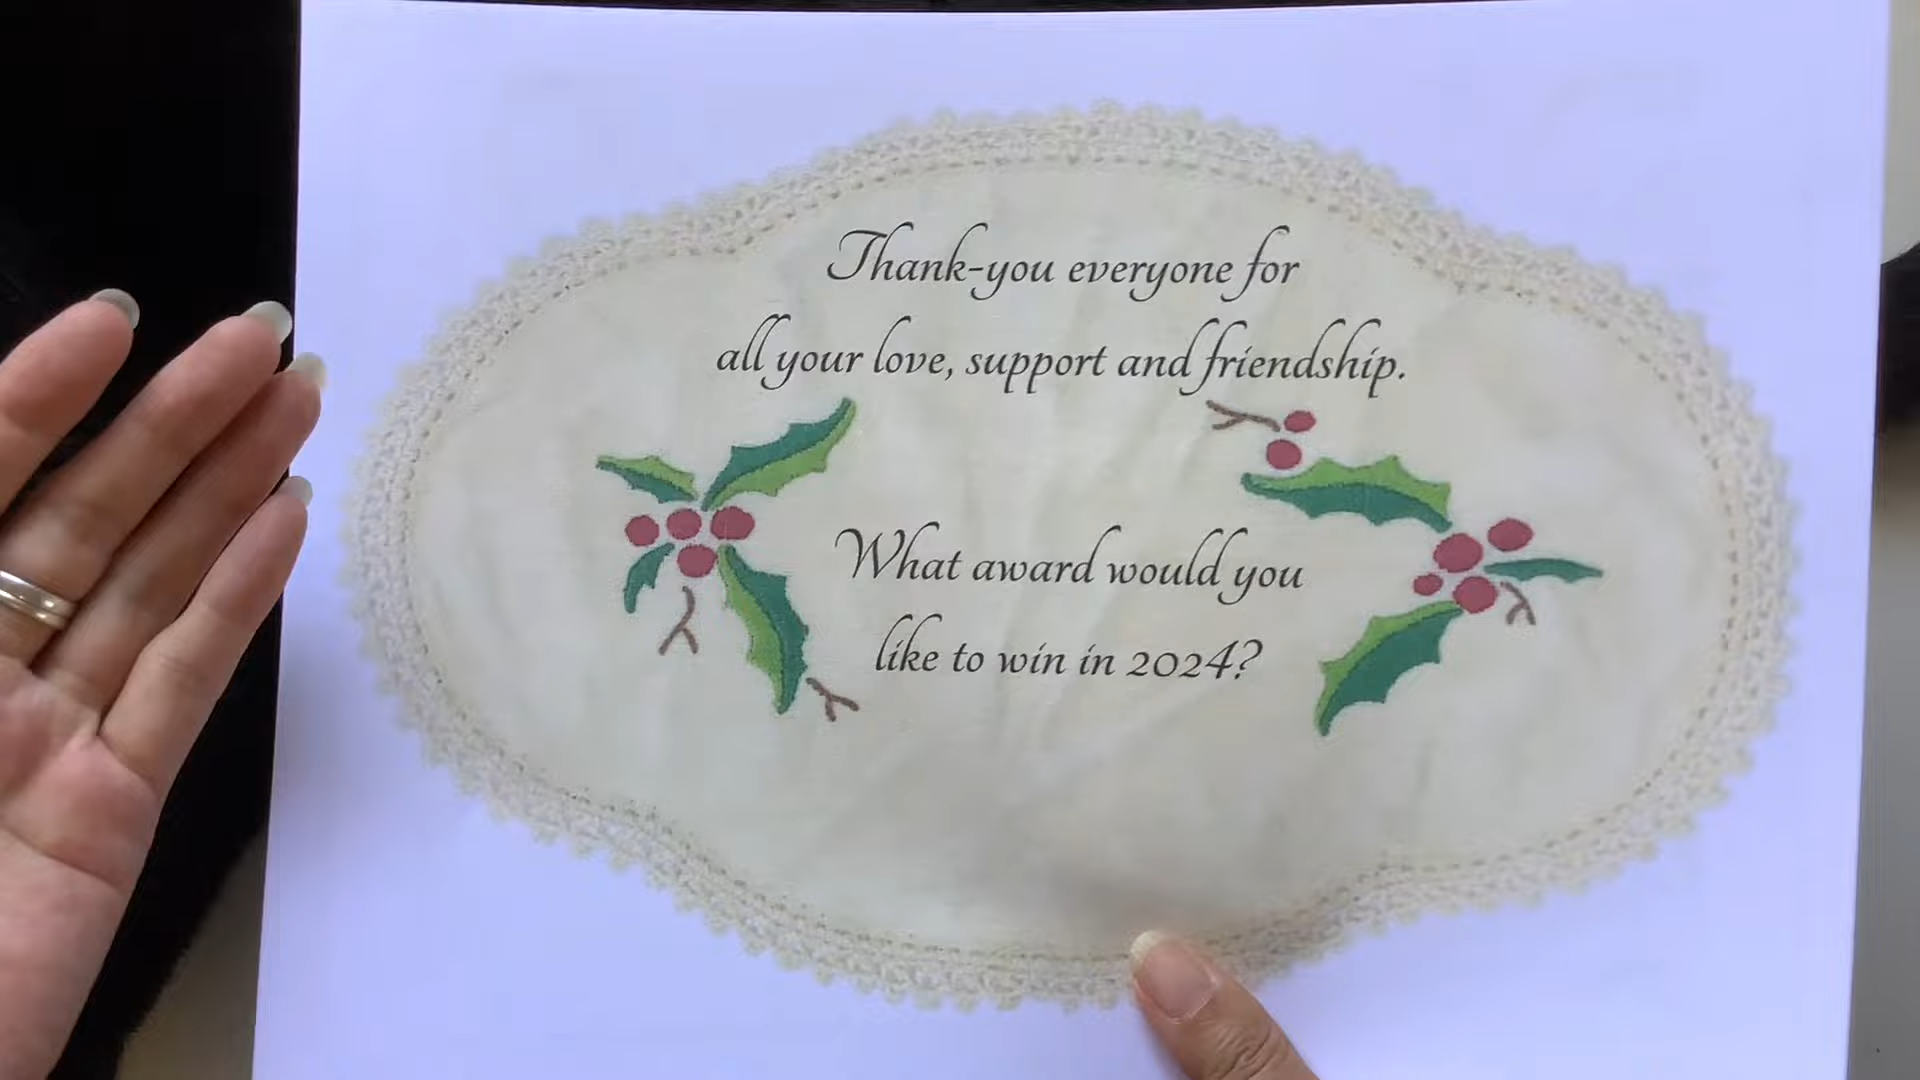 Thank-you everyone for
all your love, support and friendship.
What award would you
like to win in 2024?